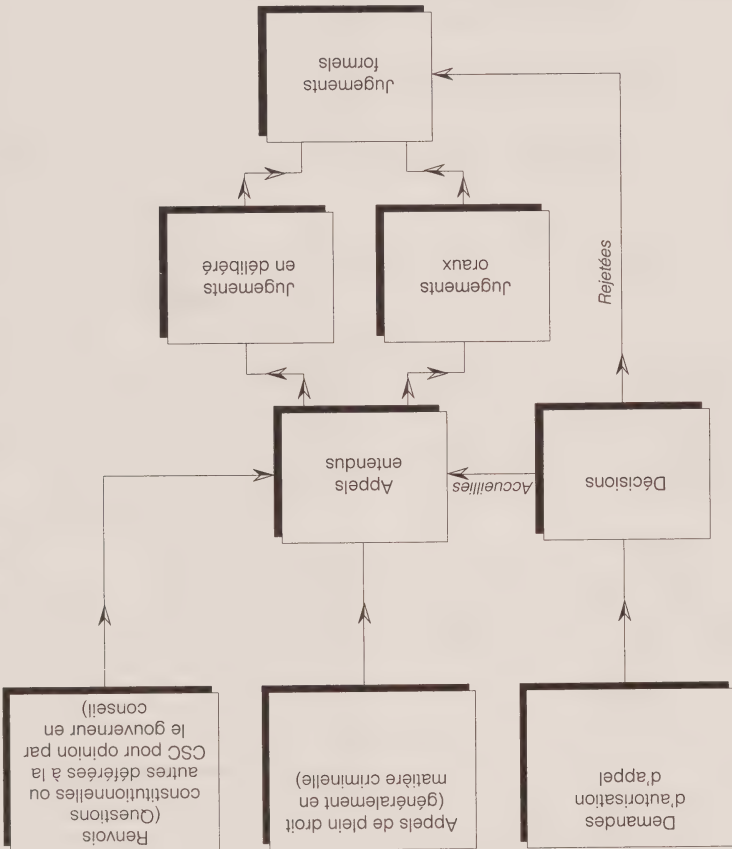 Demandes
d'autorisation
d'appel
Appels de plein droit
(généralement en
matière criminelle)
Renvois
(Questions
constitutionnelles ou
autres déférées à la
CSC pour opinion par
le gouverneur en
conseil)
Décisions
Accueillies
Appels
entendus
Rejetées
Jugements
oraux
Jugements
en délibéré
Jugements
formels